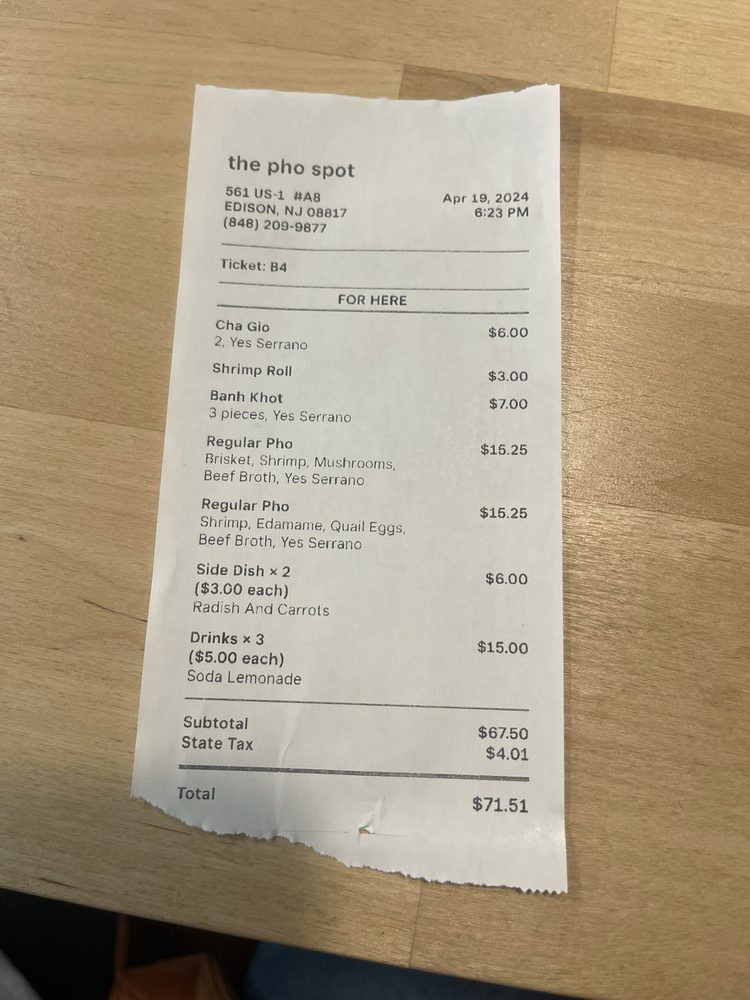 the pho spot
561 US-1 #A8
EDISON, NJ 08817
(848) 209-9877
Apr 19, 2024
6:23 PM
Ticket: B4
FOR HERE
Cha Gio $6.00
2, Yes Serrano
Shrimp Roll $3.00
Banh Khot $7.00
3 pieces, Yes Serrano
Regular Pho $15.25
Brisket, Shrimp, Mushrooms,
Beef Broth, Yes Serrano
Regular Pho $15.25
Shrimp, Edamame, Quail Eggs,
Beef Broth, Yes Serrano
Side Dish × 2 $6.00
($3.00 each)
Radish And Carrots
Drinks × 3 $15.00
($5.00 each)
Soda Lemonade
Subtotal $67.50
State Tax $4.01
Total $71.51